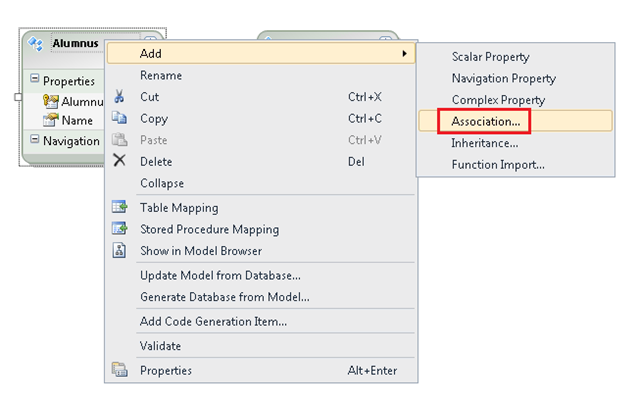 Alumnus
Properties
Name
Navigation
Add
Rename
Cut Ctrl+X
Copy Ctrl+C
Paste Ctrl+V
Delete Del
Collapse
Table Mapping
Stored Procedure Mapping
Show in Model Browser
Update Model from Database...
Generate Database from Model...
Add Code Generation Item...
Validate
Properties Alt+Enter
Scalar Property
Navigation Property
Complex Property
Association...
Inheritance...
Function Import...